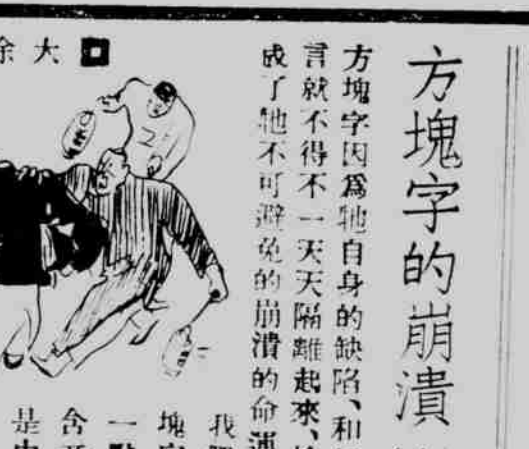 方塊字的崩潰
方塊字因爲牠自身的缺陷、和
言就不得不一天天隔離起來、
成了牠不可避免的崩潰的命運
我
塊
一
含
是
大